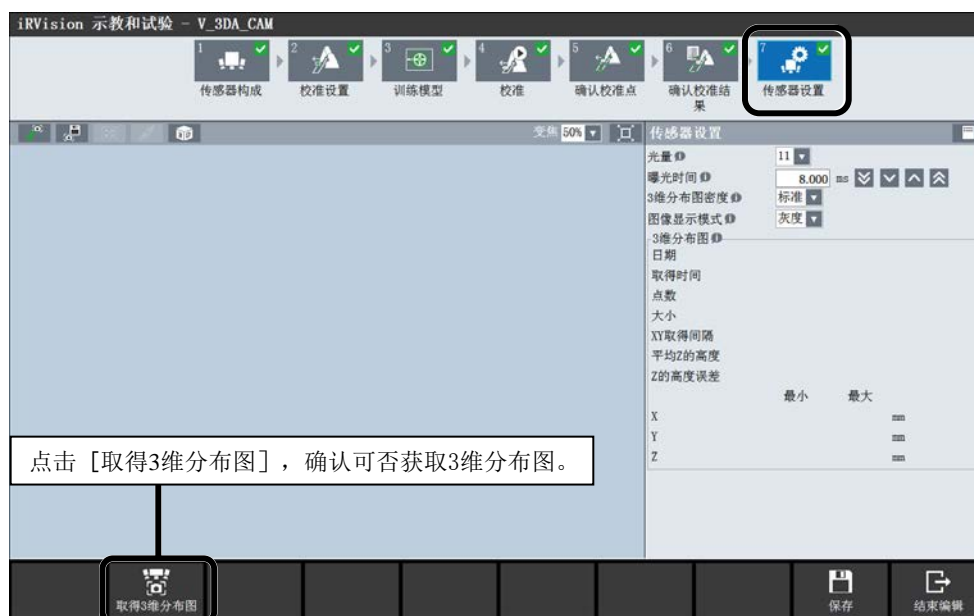 iRVision 示教和试验 - V_3DA_CAM
1 2 3 4 5 6 7
传感器构成 校准设置 训练模型 校准 确认校准点 确认校准结果 传感器设置
变焦 50% 传感器设置
光量 11
曝光时间 8.000 ms
3维分布图密度 标准
图像显示模式 灰度
3维分布图
日期
取得时间
点数
大小
XY取得间隔
平均Z的高度
Z的高度误差
最小 最大
X mm
Y mm
Z mm
点击［取得3维分布图］，确认可否获取3维分布图。
取得3维分布图 保存 结束编辑